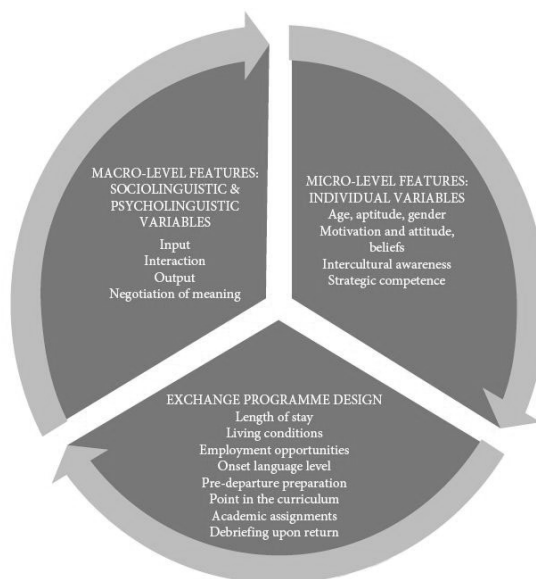 MACRO-LEVEL FEATURES:
SOCIOLINGUISTIC &
PSYCHOLINGUISTIC
VARIABLES
Input
Interaction
Output
Negotiation of meaning
MICRO-LEVEL FEATURES:
INDIVIDUAL VARIABLES
Age, aptitude, gender
Motivation and attitude,
beliefs
Intercultural awareness
Strategic competence
EXCHANGE PROGRAMME DESIGN
Length of stay
Living conditions
Employment opportunities
Onset language level
Pre-departure preparation
Point in the curriculum
Academic assignments
Debriefing upon return